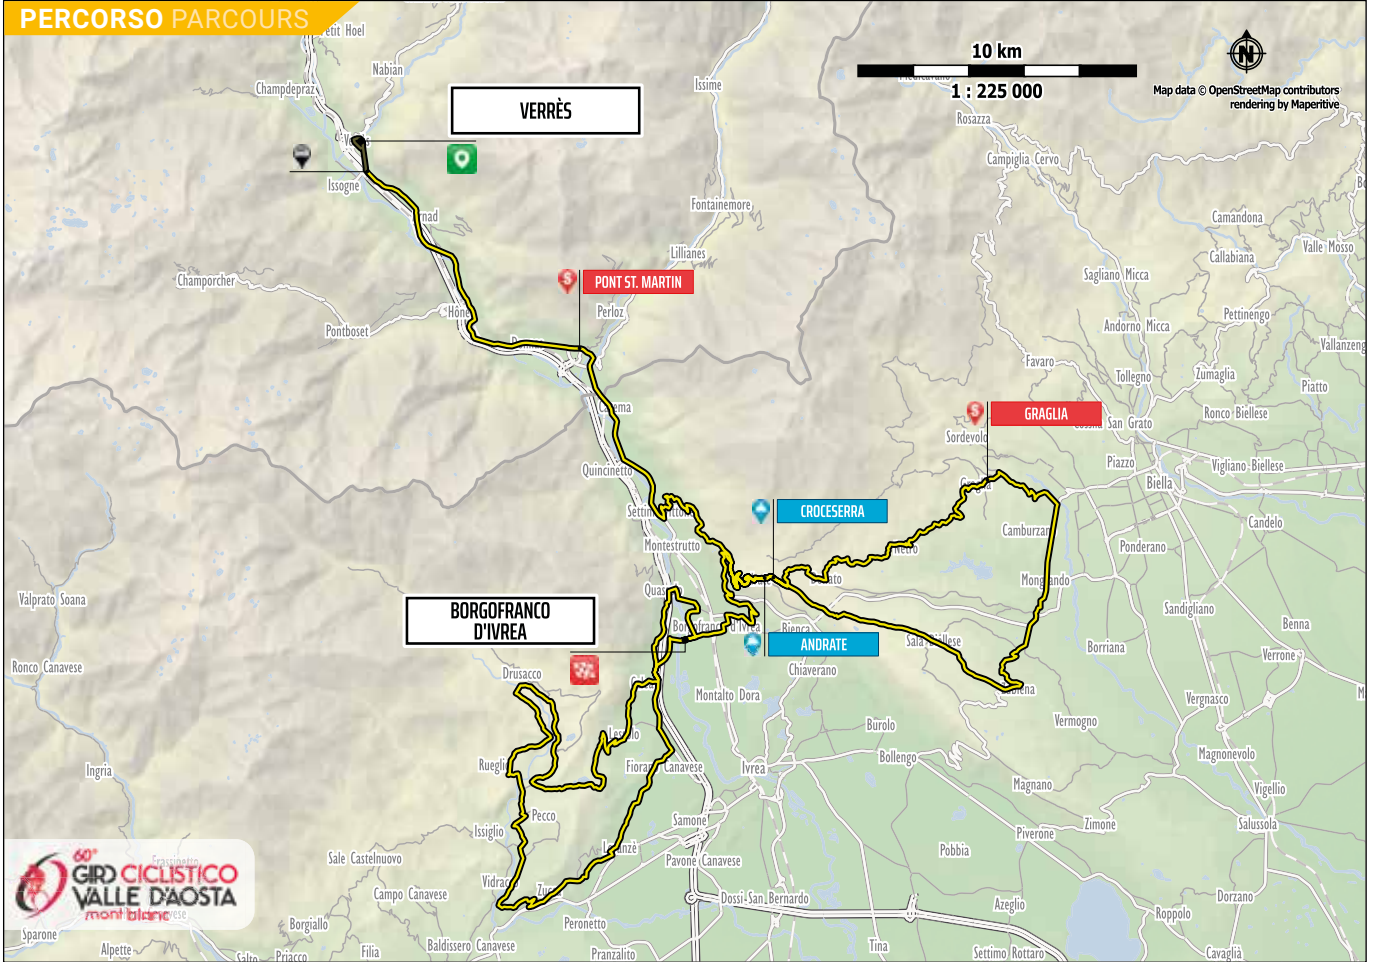 PERCORSO PARCOURS
Petit Hoel
10 km
1 : 225 000
Map data © OpenStreetMap contributors
rendering by Maperitive
Nabian
Issime
Champdepraz
VERRÈS
Rosazza
Campiglia Cervo
Issogne
Fontainemore
Camandona
Valle Mosso
Callabiana
Lillianes
Sagliano Micca
Champorcher
PONT ST. MARTIN
Perloz
Pettinengo
Pontboset
Andorno Micca
Favaro
Tollegno
Zumaglia
Piatto
GRAGLIA
Ronco Biellese
San Grato
Sordevolo
Quincinetto
Piazzo
Vigliano Biellese
Biella
CROCESERRA
Candelo
Montestrutto
Ponderano
Valprato Soana
BORGOFRANCO
D'IVREA
Sandigliano
Benna
ANDRATE
Borriana
Verrone
Ronco Canavese
Drusacco
Chiaverano
Montalto Dora
Vergnasco
Burolo
Vermogno
Bollengo
Magnonevolo
Ingria
Ivrea
Magnano
Vigellio
Pecco
Issiglio
Samone
Piverone
Zimone
Salussola
Sale Castelnuovo
Pavone Canavese
Pobbia
60°
GIRO CICLISTICO
VALLE D'AOSTA
mont blanc
Campo Canavese
Dossi-San Bernardo
Azeglio
Dorzano
Roppolo
Borgiallo
Peronetto
Sparone
Alpette
Salto
Priacco
Filia
Baldissero Canavese
Pranzalito
Tina
Settimo Rottaro
Cavaglià